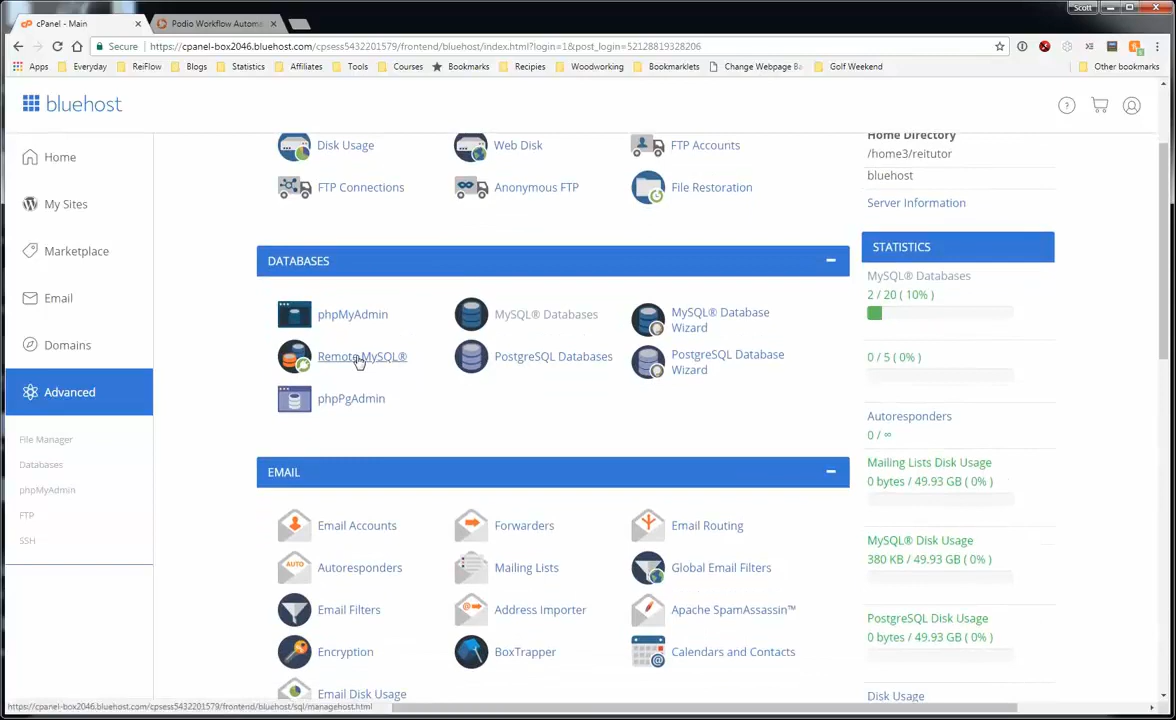 Scott
cPanel - Main
Podio Workflow Automa
Secure
https://cpanel-box2046.bluehost.com/cpsess5432201579/frontend/bluehost/index.html?login=1&post_login=52128819328206
Apps
Everyday
ReiFlow
Blogs
Statistics
Affiliates
Tools
Courses
Bookmarks
Recipies
Woodworking
Bookmarklets
Change Webpage Ba
Golf Weekend
Other bookmarks
bluehost
Home
My Sites
Marketplace
Email
Domains
Advanced
File Manager
Databases
phpMyAdmin
FTP
SSH
Disk Usage
Web Disk
FTP Accounts
FTP Connections
Anonymous FTP
File Restoration
DATABASES
phpMyAdmin
MySQL® Databases
MySQL® Database
Wizard
Remote MySQL®
PostgreSQL Databases
PostgreSQL Database
Wizard
phpPgAdmin
EMAIL
Email Accounts
Forwarders
Email Routing
AUTO
Autoresponders
Mailing Lists
Global Email Filters
Email Filters
Address Importer
Apache SpamAssassin™
Encryption
BoxTrapper
Calendars and Contacts
Email Disk Usage
Home Directory
/home3/reitutor
bluehost
Server Information
STATISTICS
MySQL® Databases
2 / 20 ( 10% )
0 / 5 ( 0% )
Autoresponders
0 / ∞
Mailing Lists Disk Usage
0 bytes / 49.93 GB ( 0% )
MySQL® Disk Usage
380 KB / 49.93 GB ( 0% )
PostgreSQL Disk Usage
0 bytes / 49.93 GB ( 0% )
Disk Usage
https://cpanel-box2046.bluehost.com/cpsess5432201579/frontend/bluehost/sql/managehost.html